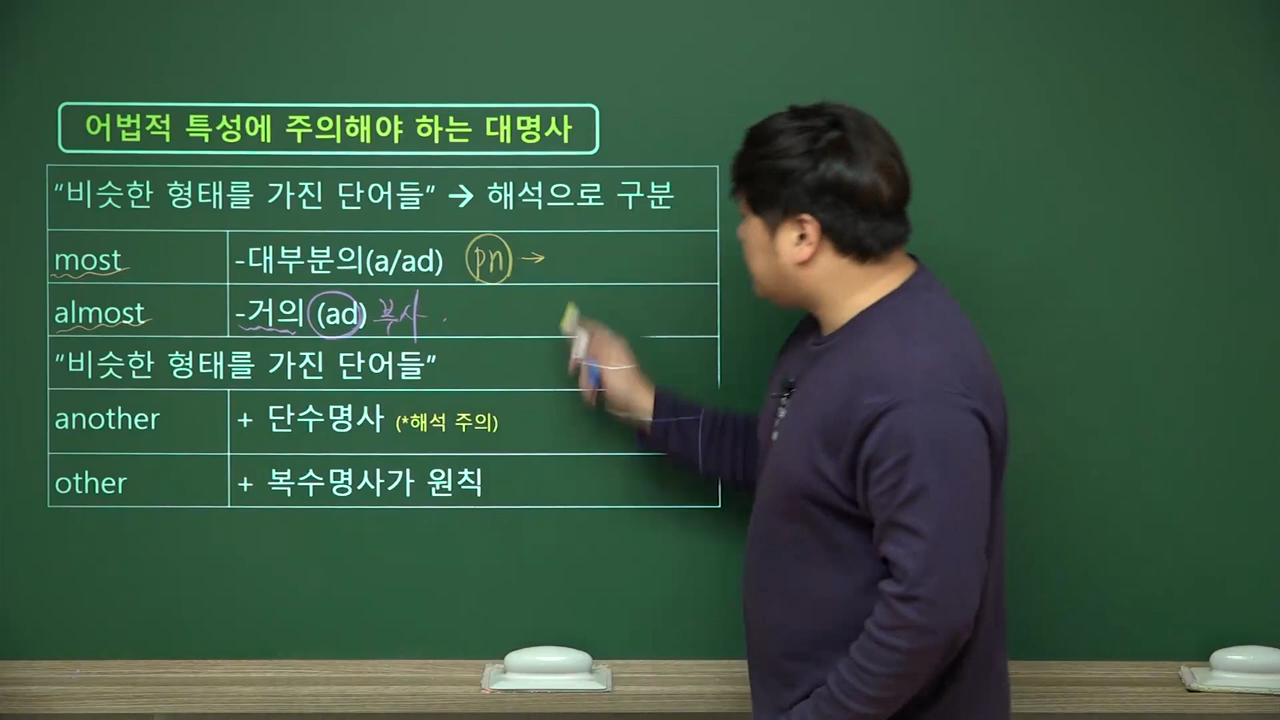 어법적 특성에 주의해야 하는 대명사
"비슷한 형태를 가진 단어들" → 해석으로 구분
most -대부분의(a/ad) pn →
almost -거의 (ad) 부사
"비슷한 형태를 가진 단어들"
another + 단수명사 (*해석 주의)
other + 복수명사가 원칙